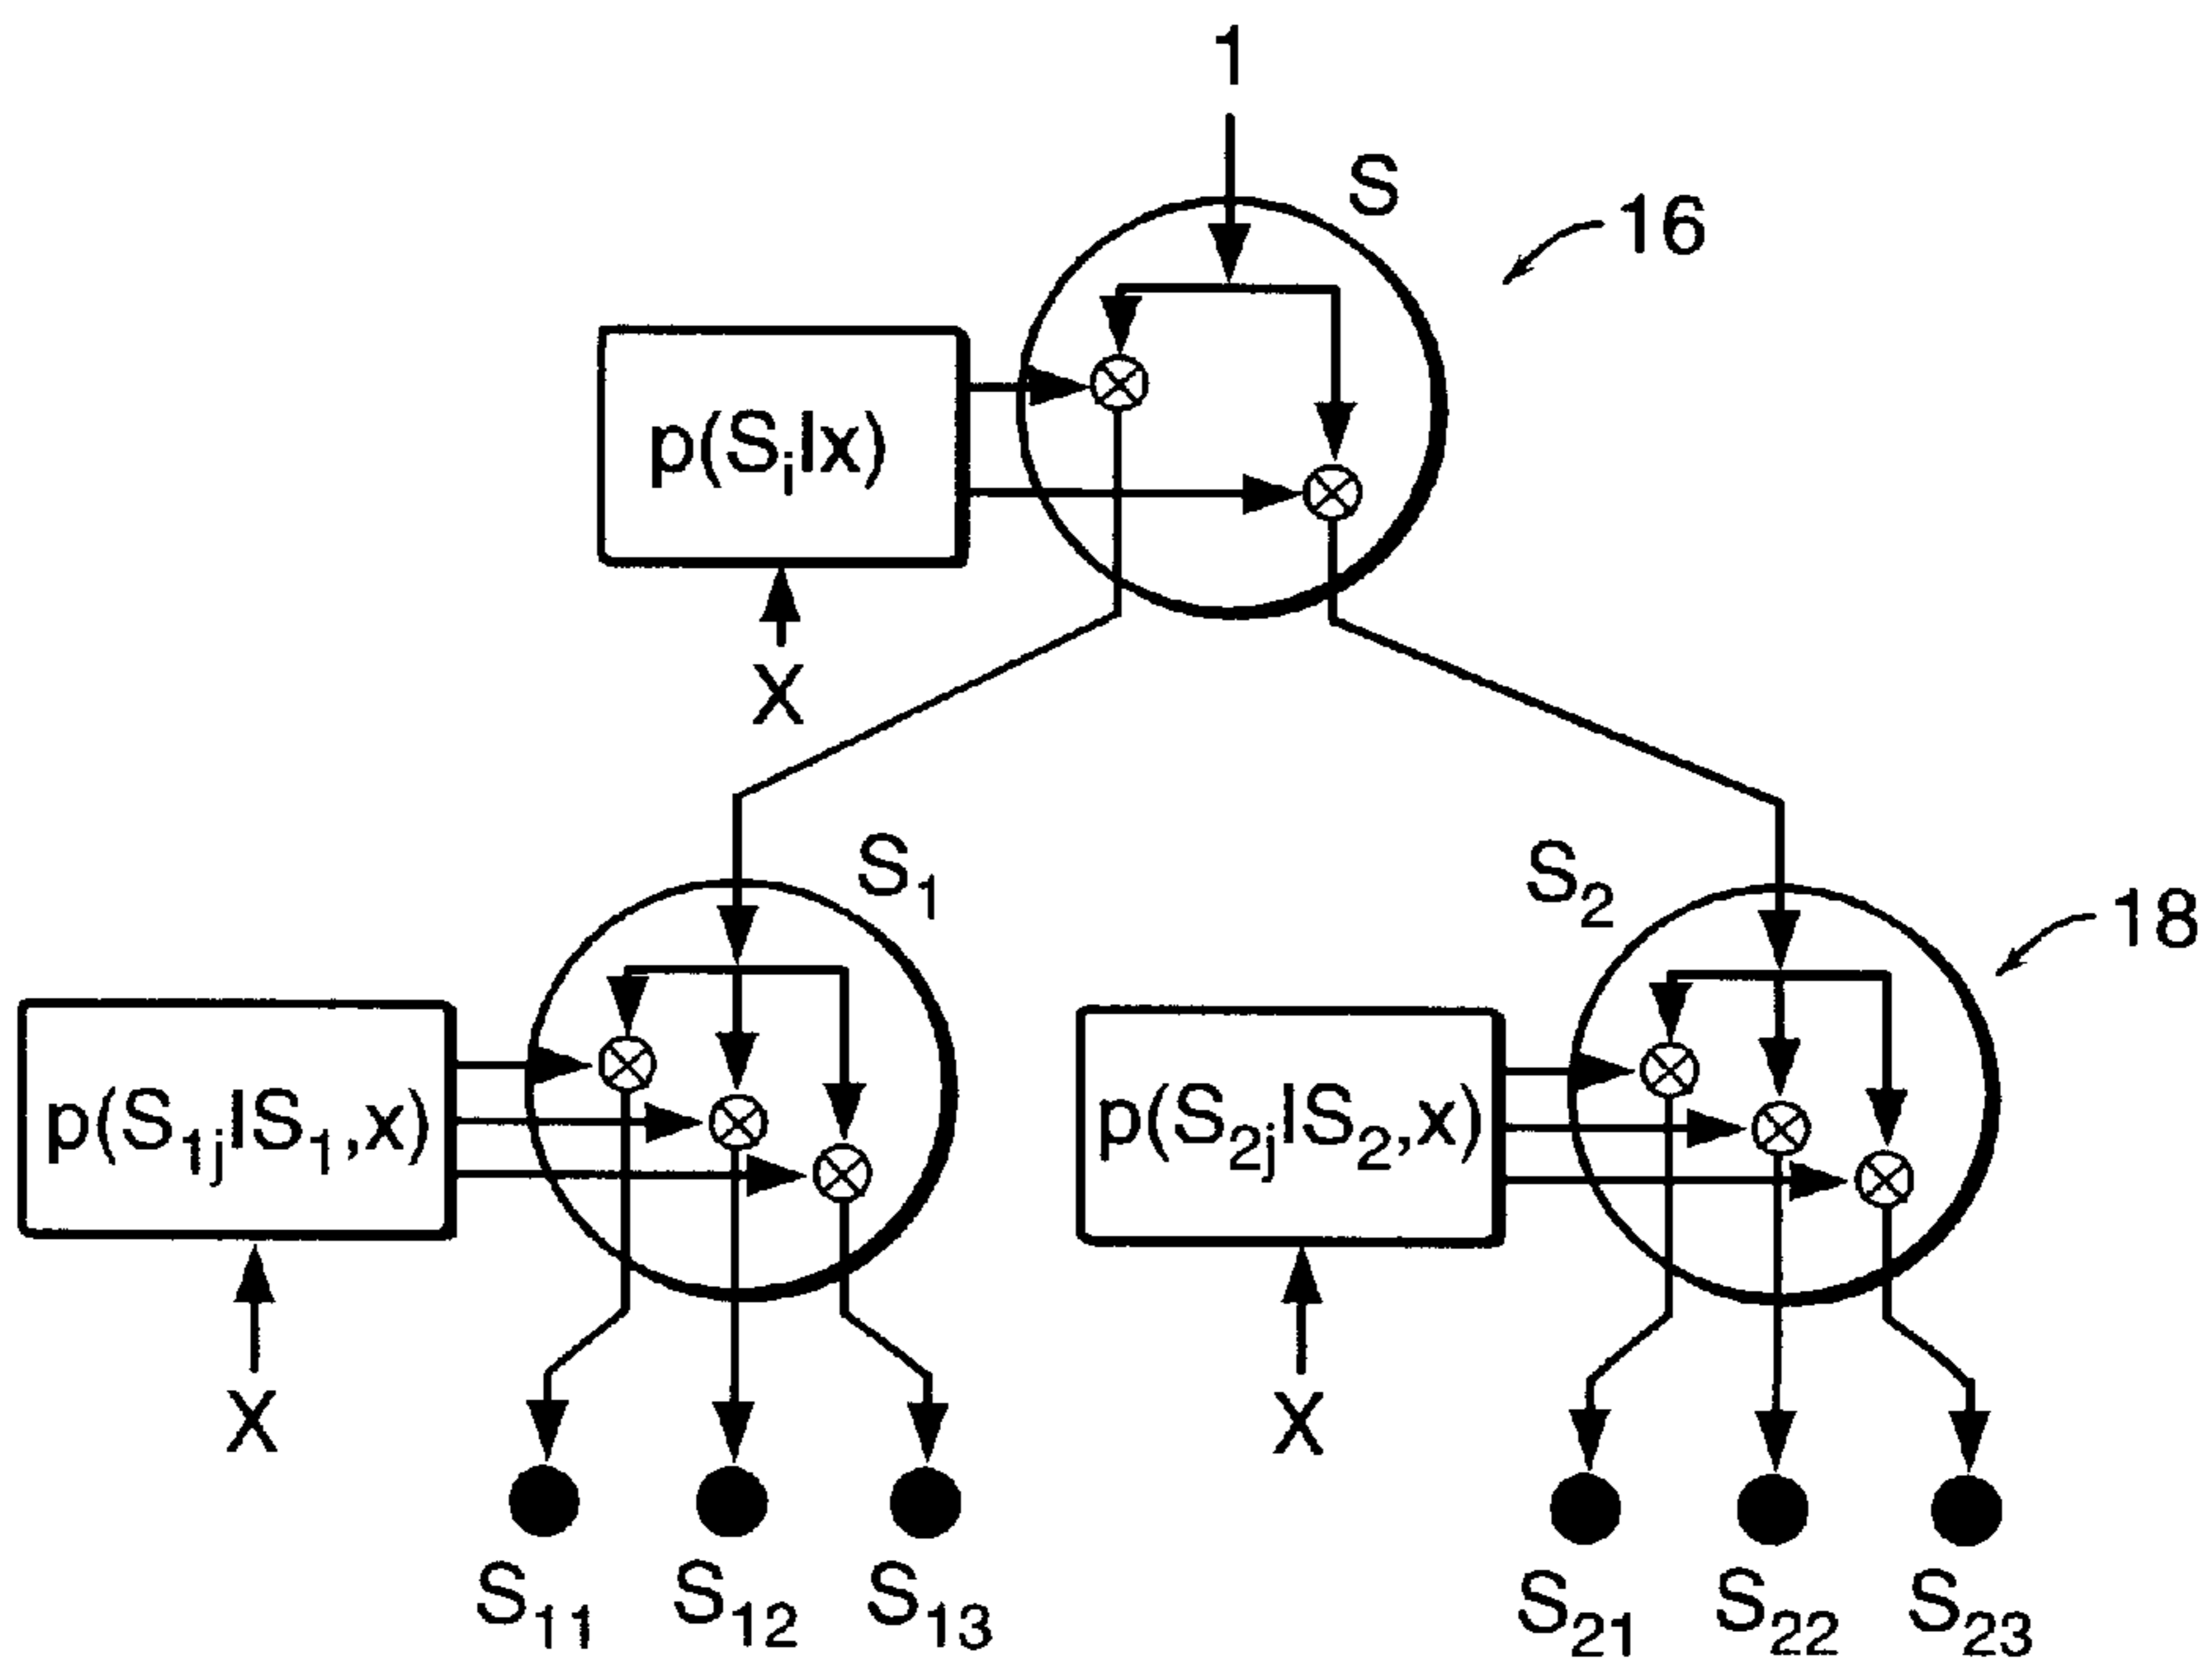 1
S
16
p(S_i|x)
X
S_1
S_2
18
p(S_1j|S_1,x)
p(S_2j|S_2,x)
X
X
S_11
S_12
S_13
S_21
S_22
S_23